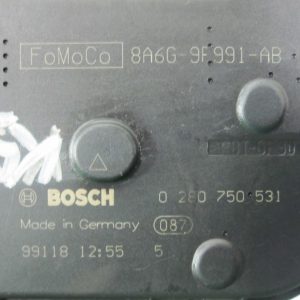 FoMoCo 8A6G-9F991-AB
BOSCH 0 280 750 531
Made in Germany 087
99118 12:55 5